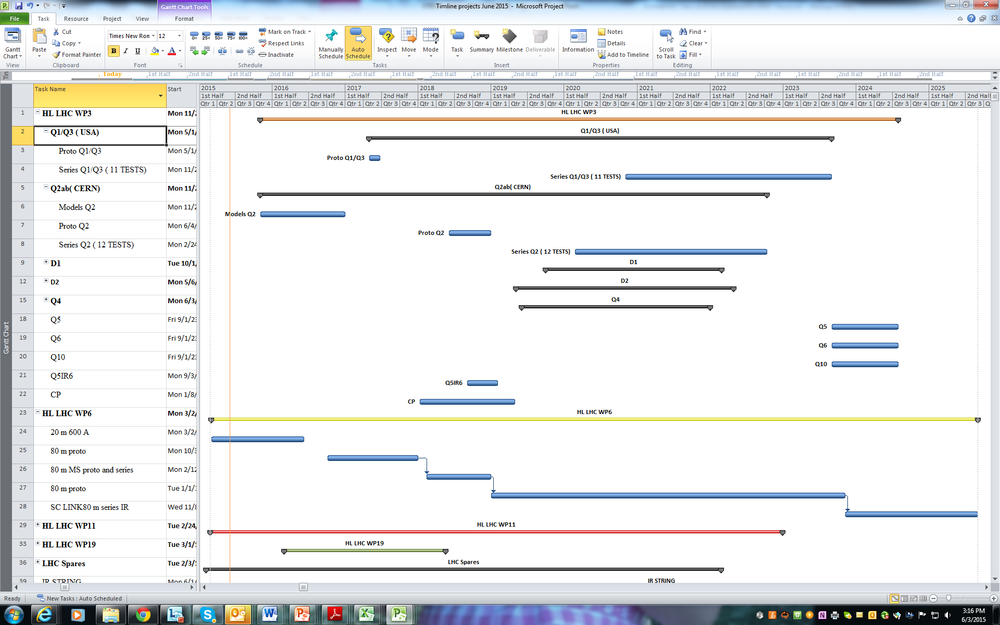 Gantt Chart Tools
Timline projects June 2015 - Microsoft Project
File Task Resource Project View Format
Gantt Chart
View
Paste
Cut
Copy
Format Painter
Clipboard
Times New Ron 12
B I U A
Font
0% 25% 50% 75% 100%
Mark on Track
Respect Links
Inactivate
Schedule
Manually Schedule
Auto Schedule
Inspect
Move
Mode
Tasks
Task
Summary
Milestone
Deliverable
Insert
Information
Notes
Details
Add to Timeline
Properties
Scroll to Task
Find
Clear
Fill
Editing
Today 1st Half 2nd Half 1st Half 2nd Half 1st Half 2nd Half 1st Half 2nd Half 1st Half 2nd Half 1st Half 2nd Half 1st Half 2nd Half 1st Half 2nd Half 1st Half 2nd Half 1st Half 2nd Half
Task Name Start
2015 2016 2017 2018 2019 2020 2021 2022 2023 2024 2025
1st Half 2nd Half 1st Half 2nd Half 1st Half 2nd Half 1st Half 2nd Half 1st Half 2nd Half 1st Half 2nd Half 1st Half 2nd Half 1st Half 2nd Half 1st Half 2nd Half 1st Half 2nd Half 1st Half 2nd Half
Qtr 1 Qtr 2 Qtr 3 Qtr 4 Qtr 1 Qtr 2 Qtr 3 Qtr 4 Qtr 1 Qtr 2 Qtr 3 Qtr 4 Qtr 1 Qtr 2 Qtr 3 Qtr 4 Qtr 1 Qtr 2 Qtr 3 Qtr 4 Qtr 1 Qtr 2 Qtr 3 Qtr 4 Qtr 1 Qtr 2 Qtr 3 Qtr 4 Qtr 1 Qtr 2 Qtr 3 Qtr 4 Qtr 1 Qtr 2 Qtr 3 Qtr 4 Qtr 1 Qtr 2 Qtr 3 Qtr 4 Qtr 1 Qtr 2 Qtr 3
1 HL LHC WP3 Mon 11/2 HL LHC WP3
2 Q1/Q3 ( USA) Mon 5/1/ Q1/Q3 ( USA)
3 Proto Q1/Q3 Mon 5/1/ Proto Q1/Q3
4 Series Q1/Q3 ( 11 TESTS) Mon 11/2 Series Q1/Q3 ( 11 TESTS)
5 Q2ab( CERN) Mon 11/2 Q2ab( CERN)
6 Models Q2 Mon 11/2 Models Q2
7 Proto Q2 Mon 6/4/ Proto Q2
8 Series Q2 ( 12 TESTS) Mon 2/24 Series Q2 ( 12 TESTS)
9 D1 Tue 10/1/ D1
12 D2 Mon 5/6/ D2
15 Q4 Mon 6/3/ Q4
18 Q5 Fri 9/1/23 Q5
19 Q6 Fri 9/1/23 Q6
20 Q10 Fri 9/1/23 Q10
21 Q5IR6 Mon 9/3/ Q5IR6
22 CP Mon 1/8/ CP
23 HL LHC WP6 Mon 3/2/ HL LHC WP6
24 20 m 600 A Mon 3/2/
25 80 m proto Mon 10/3
26 80 m MS proto and series Mon 2/12
27 80 m proto Tue 1/1/1
28 SC LINK80 m series IR Wed 11/8
29 HL LHC WP11 Tue 2/24/ HL LHC WP11
33 HL LHC WP19 Tue 3/1/1 HL LHC WP19
36 LHC Spares Tue 2/3/1 LHC Spares
39 IR STRING Mon 6/1/ IR STRING
Gantt Chart
Ready New Tasks : Auto Scheduled
3:16 PM
6/3/2015